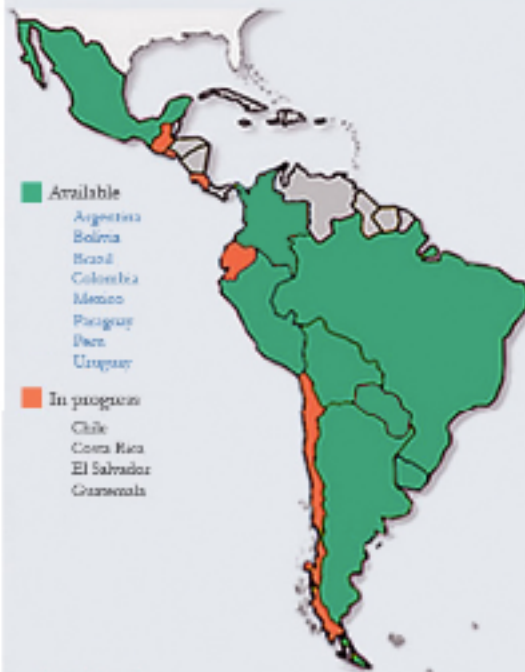 Available
Argentina
Bolivia
Brazil
Colombia
Mexico
Paraguay
Peru
Uruguay
In progress
Chile
Costa Rica
El Salvador
Guatemala